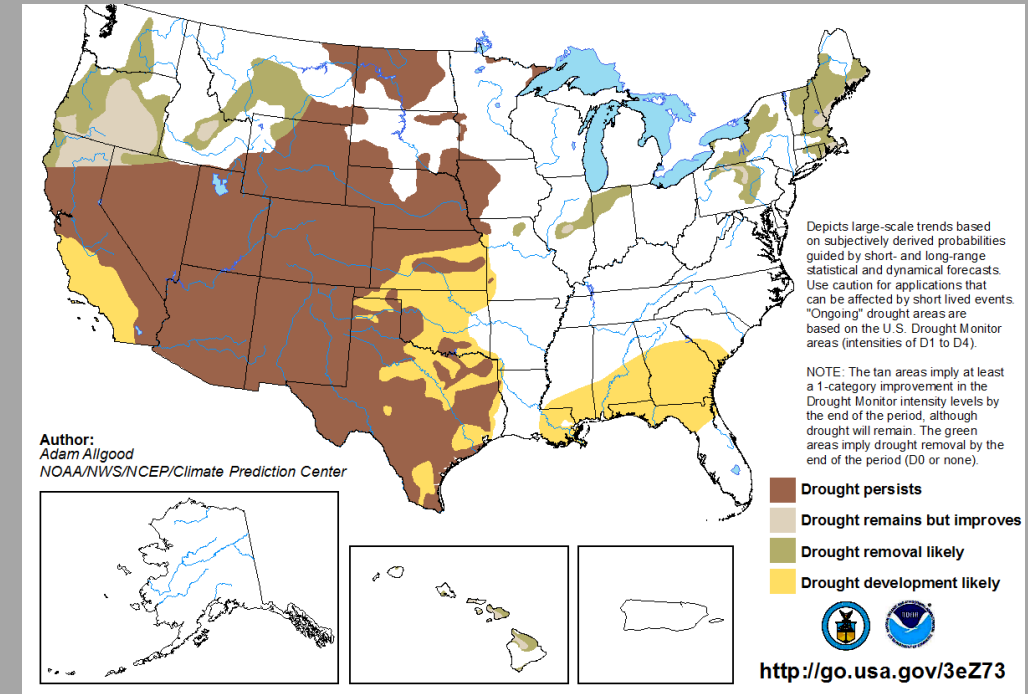 Depicts large-scale trends based
on subjectively derived probabilities
guided by short- and long-range
statistical and dynamical forecasts.
Use caution for applications that
can be affected by short lived events.
"Ongoing" drought areas are
based on the U.S. Drought Monitor
areas (intensities of D1 to D4).
NOTE: The tan areas imply at least
a 1-category improvement in the
Drought Monitor intensity levels by
the end of the period, although
drought will remain. The green
areas imply drought removal by the
end of the period (D0 or none).
Author:
Adam Allgood
NOAA/NWS/NCEP/Climate Prediction Center
Drought persists
Drought remains but improves
Drought removal likely
Drought development likely
http://go.usa.gov/3eZ73